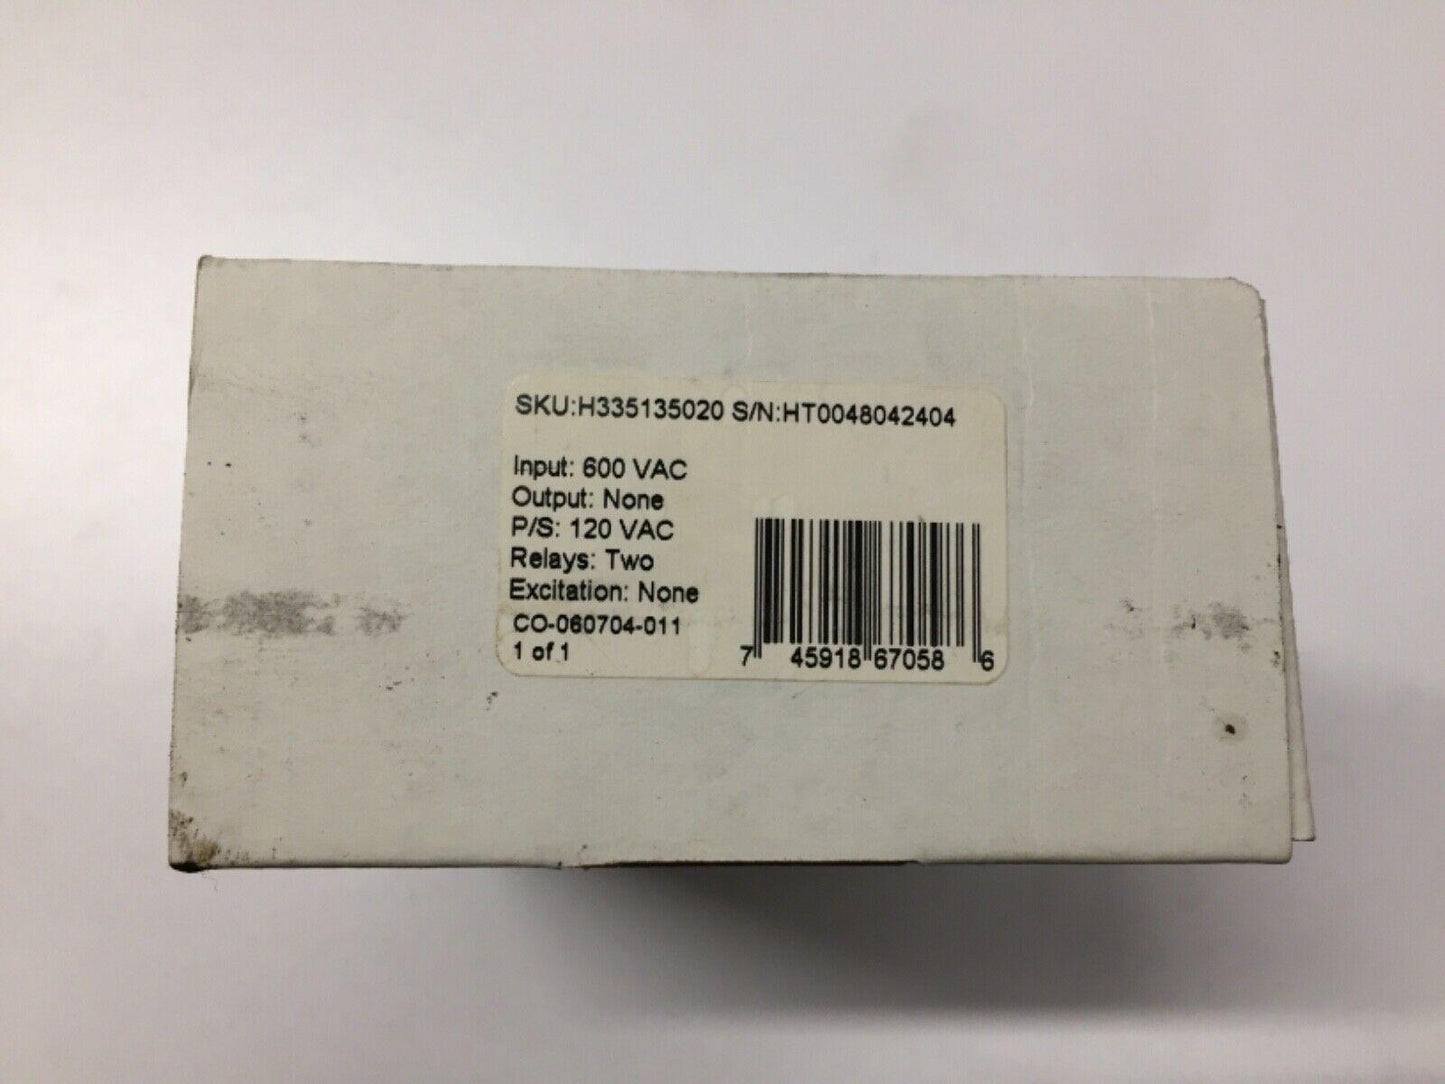 SKU:H335135020 S/N:HT0048042404
Input: 600 VAC
Output: None
P/S: 120 VAC
Relays: Two
Excitation: None
CO-060704-011
1 of 1
7 45918 67058 6